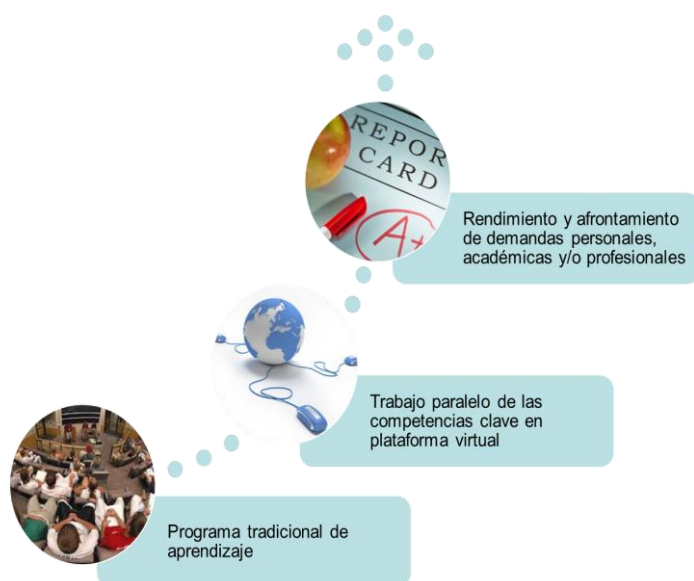 REPOR
CARD
A+
Rendimiento y afrontamiento
de demandas personales,
académicas y/o profesionales
Trabajo paralelo de las
competencias clave en
plataforma virtual
Programa tradicional de
aprendizaje